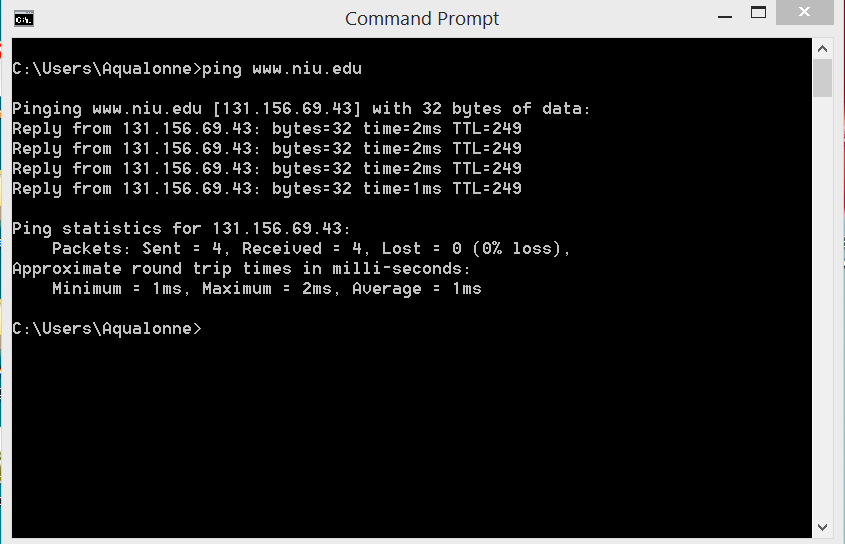 Command Prompt
C:\Users\Aqualonne>ping www.niu.edu
Pinging www.niu.edu [131.156.69.43] with 32 bytes of data:
Reply from 131.156.69.43: bytes=32 time=2ms TTL=249
Reply from 131.156.69.43: bytes=32 time=2ms TTL=249
Reply from 131.156.69.43: bytes=32 time=2ms TTL=249
Reply from 131.156.69.43: bytes=32 time=1ms TTL=249
Ping statistics for 131.156.69.43:
    Packets: Sent = 4, Received = 4, Lost = 0 (0% loss),
Approximate round trip times in milli-seconds:
    Minimum = 1ms, Maximum = 2ms, Average = 1ms
C:\Users\Aqualonne>